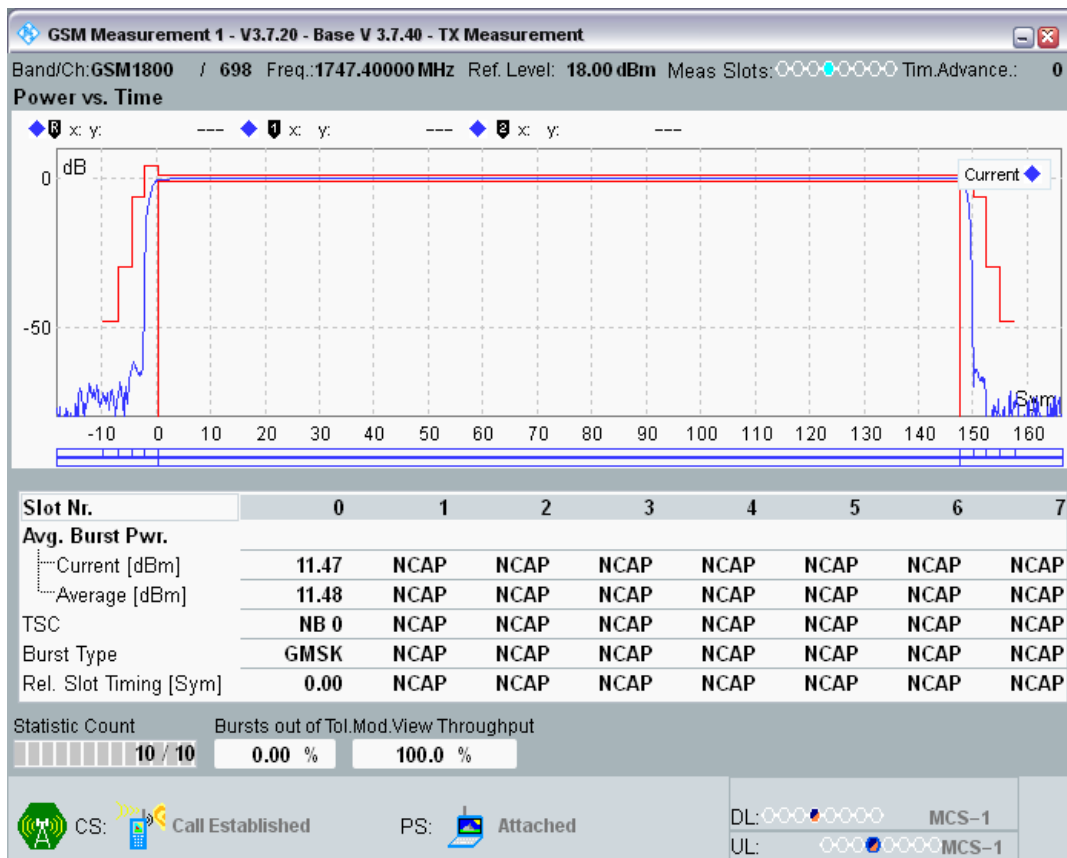 GSM Measurement 1 - V3.7.20 - Base V 3.7.40 - TX Measurement
Band/Ch:GSM1800 / 698 Freq.:1747.40000 MHz Ref. Level: 18.00 dBm Meas Slots: Tim.Advance.: 0
Power vs. Time
R x: y: --- 1 x: y: --- 2 x: y: ---
dB
0
Current
-50
Sym
-10 0 10 20 30 40 50 60 70 80 90 100 110 120 130 140 150 160
Slot Nr. 0 1 2 3 4 5 6 7
Avg. Burst Pwr.
Current [dBm] 11.47 NCAP NCAP NCAP NCAP NCAP NCAP NCAP
Average [dBm] 11.48 NCAP NCAP NCAP NCAP NCAP NCAP NCAP
TSC NB 0 NCAP NCAP NCAP NCAP NCAP NCAP NCAP
Burst Type GMSK NCAP NCAP NCAP NCAP NCAP NCAP NCAP
Rel. Slot Timing [Sym] 0.00 NCAP NCAP NCAP NCAP NCAP NCAP NCAP
Statistic Count Bursts out of Tol.Mod.View Throughput
10 / 10 0.00 % 100.0 %
CS: Call Established PS: Attached
DL: MCS-1
UL: MCS-1